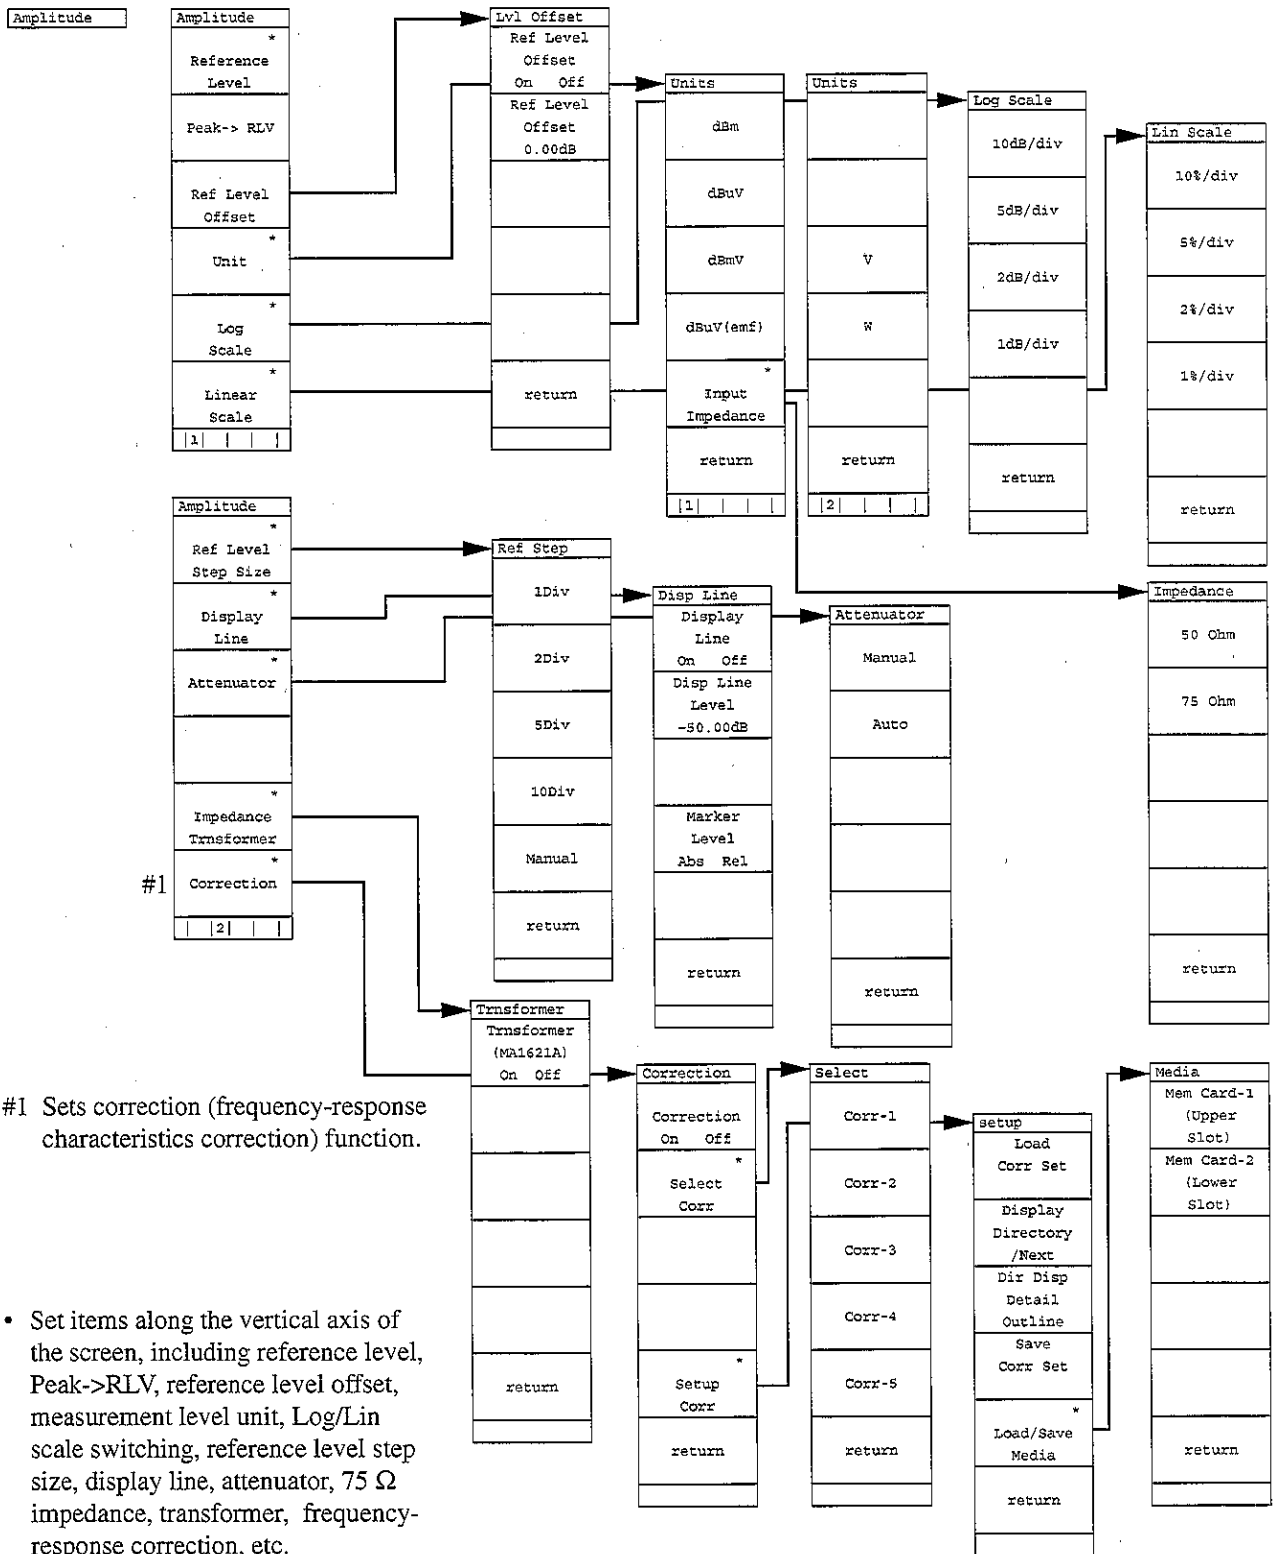 Amplitude
Amplitude
*
Reference
Level
Peak-> RLV
Ref Level
Offset
*
Unit
*
Log
Scale
*
Linear
Scale
|1| | | |
Lvl Offset
Ref Level
Offset
On Off
Ref Level
Offset
0.00dB
return
Units
dBm
dBuV
dBmV
dBuV(emf)
*
Input
Impedance
return
|1| | | |
Units
V
W
return
|2| | | |
Log Scale
10dB/div
5dB/div
2dB/div
1dB/div
return
Lin Scale
10%/div
5%/div
2%/div
1%/div
return
Amplitude
*
Ref Level
Step Size
*
Display
Line
*
Attenuator
*
Impedance
Trnsformer
*
#1 Correction
| |2| | |
Ref Step
1Div
2Div
5Div
10Div
Manual
return
Disp Line
Display
Line
On Off
Disp Line
Level
-50.00dB
Marker
Level
Abs Rel
return
Attenuator
Manual
Auto
return
Impedance
50 Ohm
75 Ohm
return
Trnsformer
Trnsformer
(MA1621A)
On Off
return
Correction
Correction
On Off
*
Select
Corr
*
Setup
Corr
return
Select
Corr-1
Corr-2
Corr-3
Corr-4
Corr-5
return
setup
Load
Corr Set
Display
Directory
/Next
Dir Disp
Detail
Outline
Save
Corr Set
*
Load/Save
Media
return
Media
Mem Card-1
(Upper
Slot)
Mem Card-2
(Lower
Slot)
return
#1 Sets correction (frequency-response
characteristics correction) function.
• Set items along the vertical axis of
the screen, including reference level,
Peak->RLV, reference level offset,
measurement level unit, Log/Lin
scale switching, reference level step
size, display line, attenuator, 75 Ω
impedance, transformer, frequency-
response correction, etc.